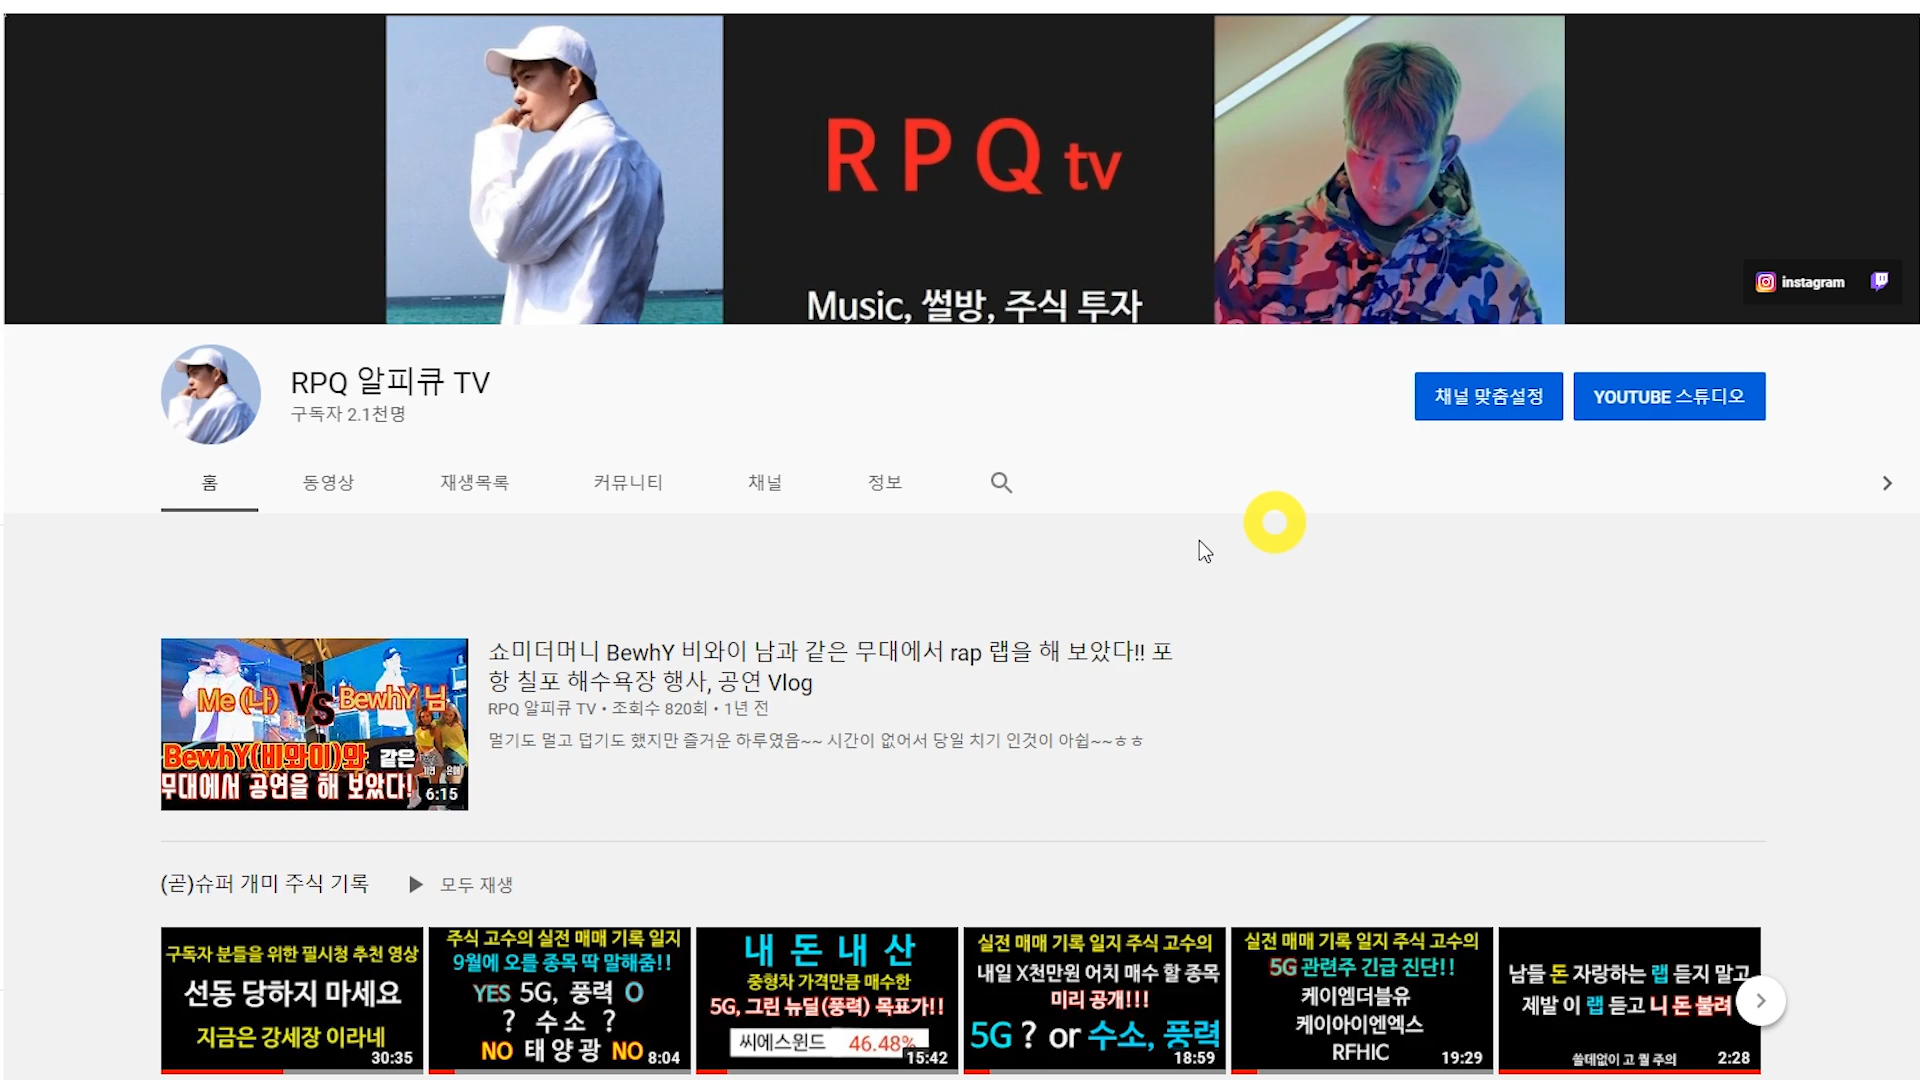 RPQ tv
Music, 썰방, 주식 투자
instagram
RPQ 알피큐 TV
구독자 2.1천명
채널 맞춤설정
YOUTUBE 스튜디오
홈
동영상
재생목록
커뮤니티
채널
정보
Me (나) Vs BewhY 님
BewhY(비와이)와 같은
무대에서 공연을 해 보았다!
6:15
쇼미더머니 BewhY 비와이 남과 같은 무대에서 rap 랩을 해 보았다!! 포
항 칠포 해수욕장 행사, 공연 Vlog
RPQ 알피큐 TV • 조회수 820회 • 1년 전
멀기도 멀고 덥기도 했지만 즐거운 하루였음~~ 시간이 없어서 당일 치기 인것이 아쉽~~ㅎㅎ
(곧)슈퍼 개미 주식 기록
모두 재생
구독자 분들을 위한 필시청 추천 영상
선동 당하지 마세요
지금은 강세장 이라네
30:35
주식 고수의 실전 매매 기록 일지
9월에 오를 종목 딱 말해줌!!
YES 5G, 풍력 O
? 수소 ?
NO 태양광 NO
8:04
내 돈 내 산
중형차 가격만큼 매수한
5G, 그린 뉴딜(풍력) 목표가!!
씨에스윈드 46.48%
15:42
실전 매매 기록 일지 주식 고수의
내일 X천만원 어치 매수 할 종목
미리 공개!!!
5G ? or 수소, 풍력
18:59
실전 매매 기록 일지 주식 고수의
5G 관련주 긴급 진단!!
케이엠더블유
케이아이엔엑스
RFHIC
19:29
남들 돈 자랑하는 랩 듣지 말고
제발 이 랩 듣고 니 돈 불려
쓸데없이 고 퀄 주의
2:28